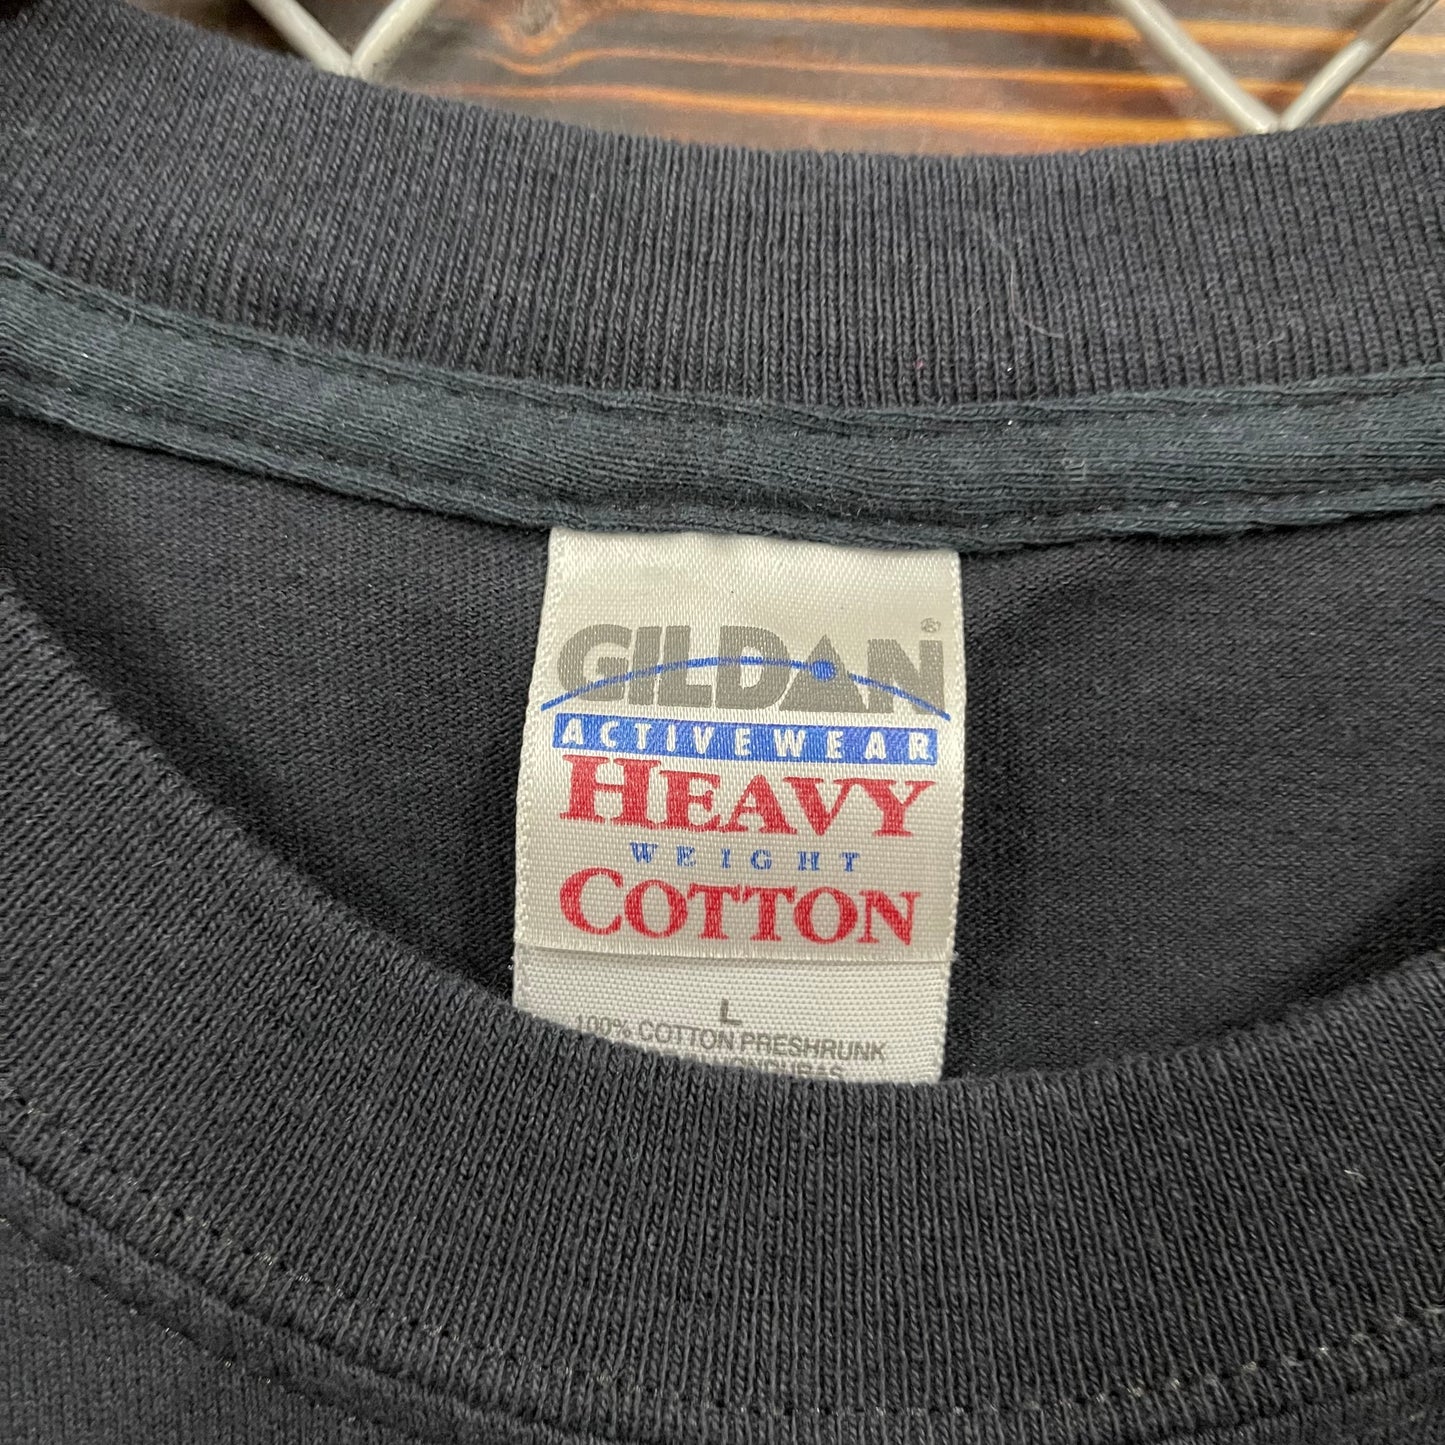 GILDAN®
ACTIVEWEAR
HEAVY
WEIGHT
COTTON
L
100% COTTON PRESHRUNK